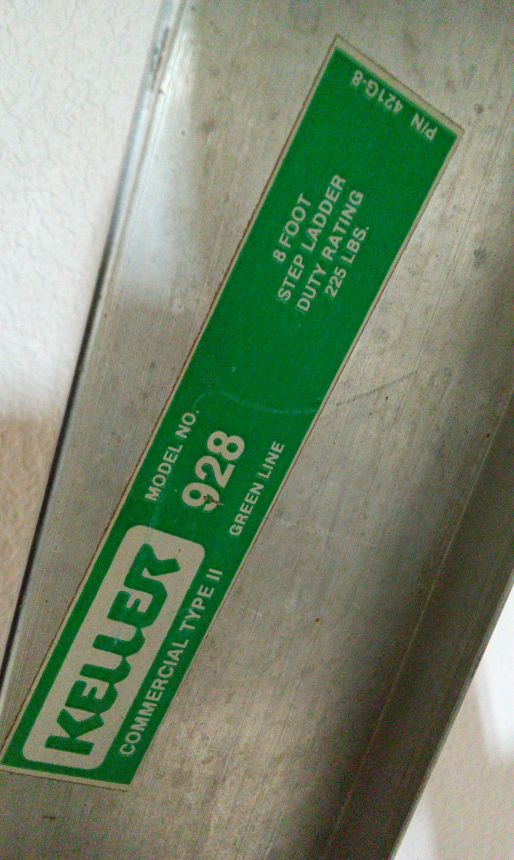 KELLER
COMMERCIAL TYPE II
MODEL NO.
928
GREEN LINE
8 FOOT
STEP LADDER
DUTY RATING
225 LBS.
P/N 421G-8